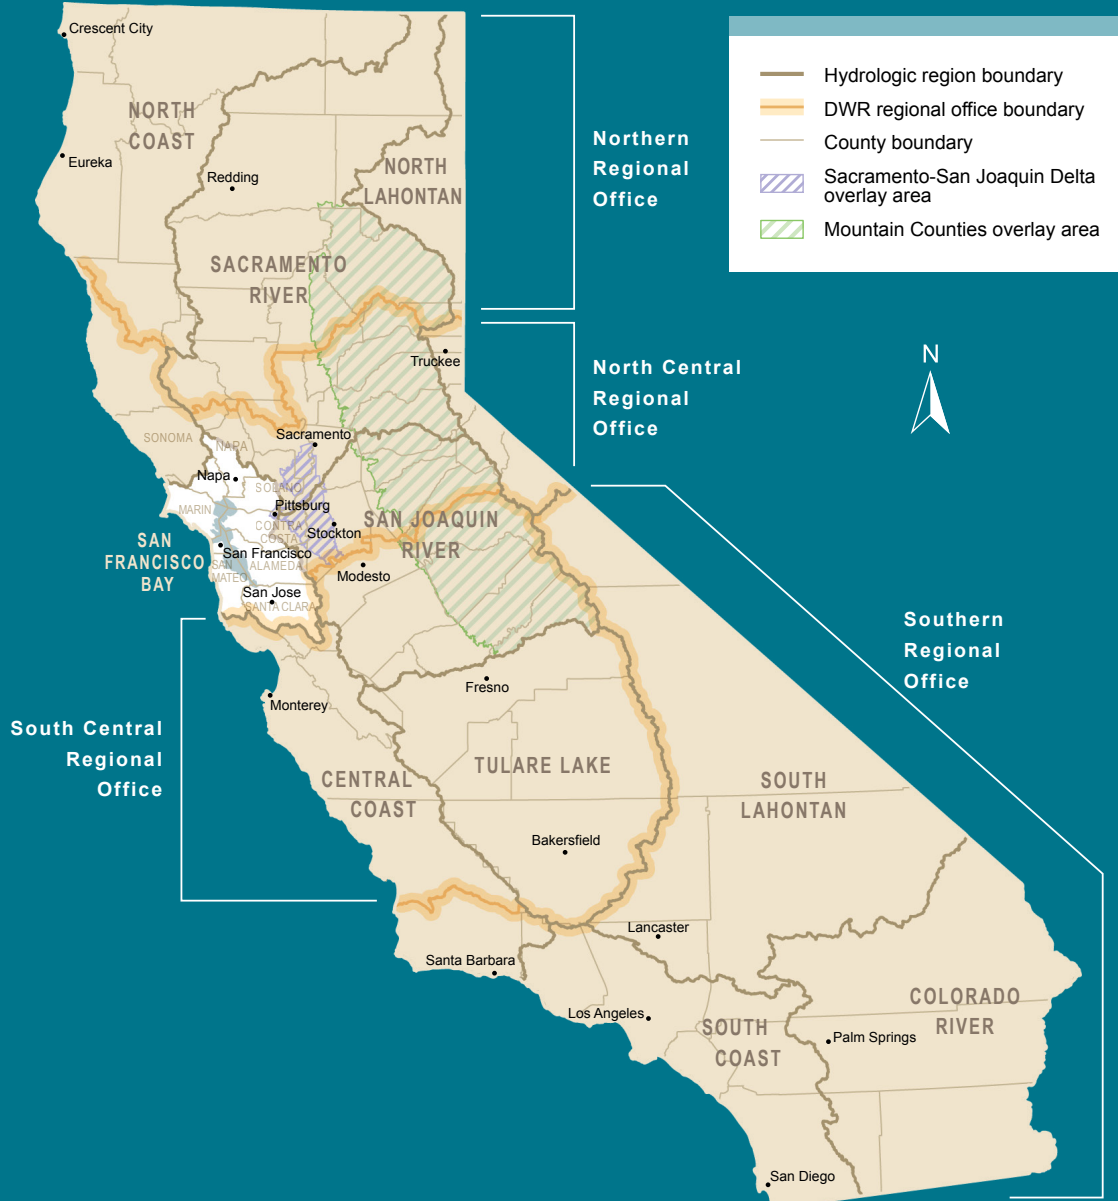 Crescent City
NORTH
COAST
Eureka
Redding
NORTH
LAHONTAN
SACRAMENTO
RIVER
Truckee
Sacramento
SONOMA
NAPA
Napa
SOLANO
MARIN
Pittsburg
CONTRA
COSTA
Stockton
SAN JOAQUIN
RIVER
SAN
FRANCISCO
BAY
San Francisco
SAN
MATEO
ALAMEDA
Modesto
San Jose
SANTA CLARA
Fresno
Monterey
CENTRAL
COAST
TULARE LAKE
SOUTH
LAHONTAN
Bakersfield
Lancaster
Santa Barbara
Los Angeles
SOUTH
COAST
COLORADO
RIVER
Palm Springs
San Diego
Northern
Regional
Office
North Central
Regional
Office
Southern
Regional
Office
South Central
Regional
Office
Hydrologic region boundary
DWR regional office boundary
County boundary
Sacramento-San Joaquin Delta
overlay area
Mountain Counties overlay area
N